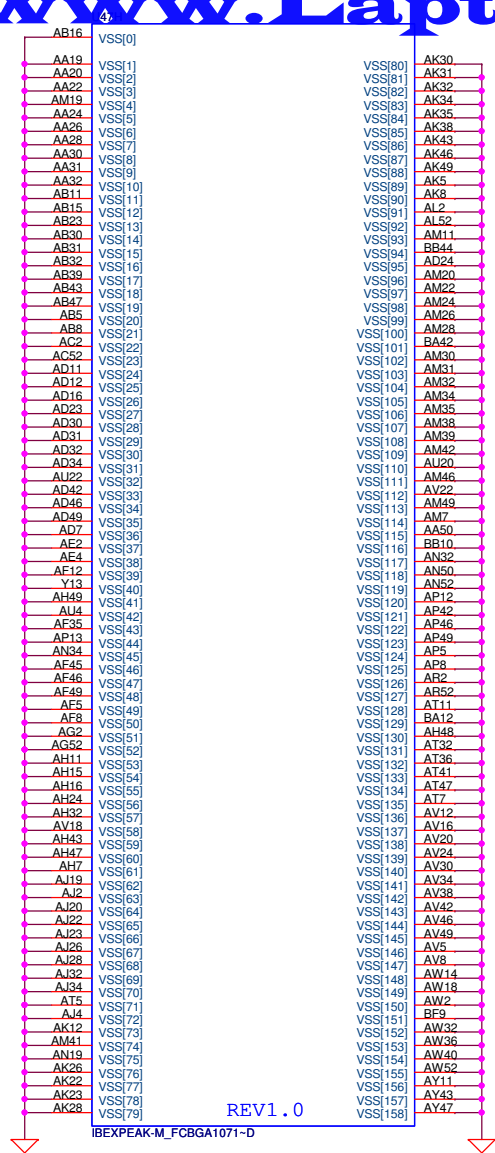 www.Lapt
AB16 VSS[0]
AA19 VSS[1] VSS[80] AK30
AA20 VSS[2] VSS[81] AK31
AA22 VSS[3] VSS[82] AK32
AM19 VSS[4] VSS[83] AK34
AA24 VSS[5] VSS[84] AK35
AA26 VSS[6] VSS[85] AK38
AA28 VSS[7] VSS[86] AK43
AA30 VSS[8] VSS[87] AK46
AA31 VSS[9] VSS[88] AK49
AA32 VSS[10] VSS[89] AK5
AB11 VSS[11] VSS[90] AK8
AB15 VSS[12] VSS[91] AL2
AB23 VSS[13] VSS[92] AL52
AB30 VSS[14] VSS[93] AM11
AB31 VSS[15] VSS[94] BB44
AB32 VSS[16] VSS[95] AD24
AB39 VSS[17] VSS[96] AM20
AB43 VSS[18] VSS[97] AM22
AB47 VSS[19] VSS[98] AM24
AB5 VSS[20] VSS[99] AM26
AB8 VSS[21] VSS[100] AM28
AC2 VSS[22] VSS[101] BA42
AC52 VSS[23] VSS[102] AM30
AD11 VSS[24] VSS[103] AM31
AD12 VSS[25] VSS[104] AM32
AD16 VSS[26] VSS[105] AM34
AD23 VSS[27] VSS[106] AM35
AD30 VSS[28] VSS[107] AM38
AD31 VSS[29] VSS[108] AM39
AD32 VSS[30] VSS[109] AM42
AD34 VSS[31] VSS[110] AU20
AU22 VSS[32] VSS[111] AM46
AD42 VSS[33] VSS[112] AV22
AD46 VSS[34] VSS[113] AM49
AD49 VSS[35] VSS[114] AM7
AD7 VSS[36] VSS[115] AA50
AE2 VSS[37] VSS[116] BB10
AE4 VSS[38] VSS[117] AN32
AF12 VSS[39] VSS[118] AN50
Y13 VSS[40] VSS[119] AN52
AH49 VSS[41] VSS[120] AP12
AU4 VSS[42] VSS[121] AP42
AF35 VSS[43] VSS[122] AP46
AP13 VSS[44] VSS[123] AP49
AN34 VSS[45] VSS[124] AP5
AF45 VSS[46] VSS[125] AP8
AF46 VSS[47] VSS[126] AR2
AF49 VSS[48] VSS[127] AR52
AF5 VSS[49] VSS[128] AT11
AF8 VSS[50] VSS[129] BA12
AG2 VSS[51] VSS[130] AH48
AG52 VSS[52] VSS[131] AT32
AH11 VSS[53] VSS[132] AT36
AH15 VSS[54] VSS[133] AT41
AH16 VSS[55] VSS[134] AT47
AH24 VSS[56] VSS[135] AT7
AH32 VSS[57] VSS[136] AV12
AV18 VSS[58] VSS[137] AV16
AH43 VSS[59] VSS[138] AV20
AH47 VSS[60] VSS[139] AV24
AH7 VSS[61] VSS[140] AV30
AJ19 VSS[62] VSS[141] AV34
AJ2 VSS[63] VSS[142] AV38
AJ20 VSS[64] VSS[143] AV42
AJ22 VSS[65] VSS[144] AV46
AJ23 VSS[66] VSS[145] AV49
AJ26 VSS[67] VSS[146] AV5
AJ28 VSS[68] VSS[147] AV8
AJ32 VSS[69] VSS[148] AW14
AJ34 VSS[70] VSS[149] AW18
AT5 VSS[71] VSS[150] AW2
AJ4 VSS[72] VSS[151] BF9
AK12 VSS[73] VSS[152] AW32
AM41 VSS[74] VSS[153] AW36
AN19 VSS[75] VSS[154] AW40
AK26 VSS[76] VSS[155] AW52
AK22 VSS[77] VSS[156] AY11
AK23 VSS[78] VSS[157] AY43
AK28 VSS[79] VSS[158] AY47
REV1.0
IBEXPEAK-M_FCBGA1071~D